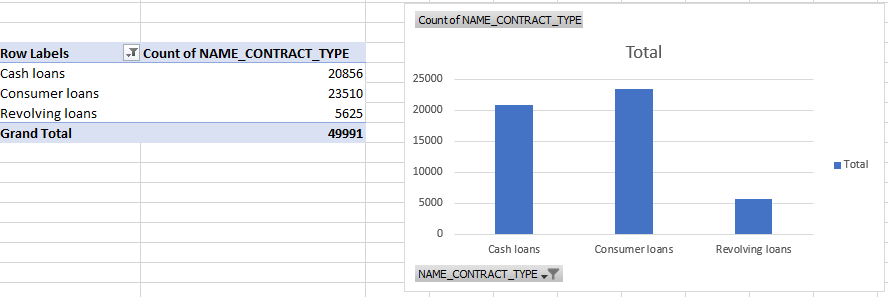 Row Labels Count of NAME_CONTRACT_TYPE
Cash loans 20856
Consumer loans 23510
Revolving loans 5625
Grand Total 49991
Count of NAME_CONTRACT_TYPE
Total
25000
20000
15000
10000
5000
0
Cash loans Consumer loans Revolving loans
Total
NAME_CONTRACT_TYPE